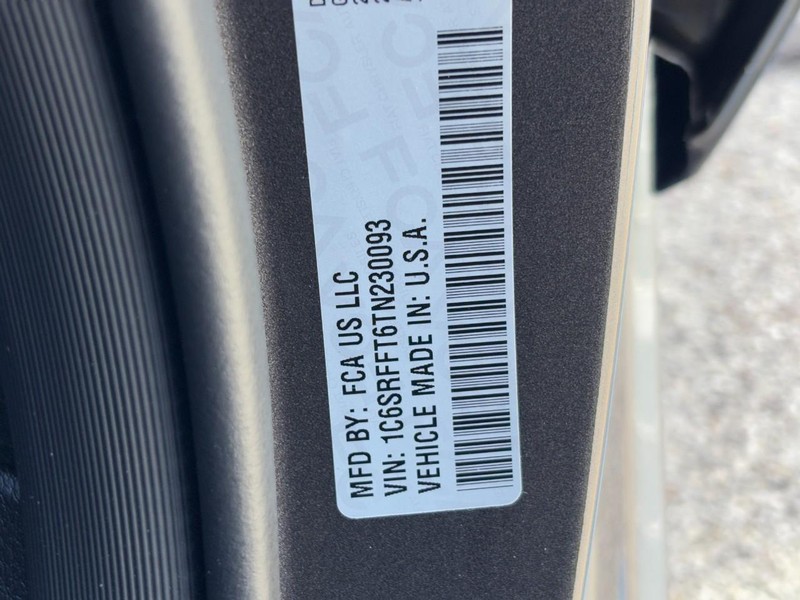 MFD BY: FCA US LLC
VIN: 1C6SRFFT6TN230093
VEHICLE MADE IN: U.S.A.